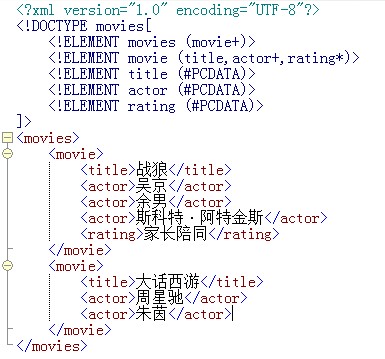 <?xml version="1.0" encoding="UTF-8"?>
<!DOCTYPE movies[
    <!ELEMENT movies (movie+)>
    <!ELEMENT movie (title,actor+,rating*)>
    <!ELEMENT title (#PCDATA)>
    <!ELEMENT actor (#PCDATA)>
    <!ELEMENT rating (#PCDATA)>
]>
<movies>
    <movie>
        <title>战狼</title>
        <actor>吴京</actor>
        <actor>余男</actor>
        <actor>斯科特·阿特金斯</actor>
        <rating>家长陪同</rating>
    </movie>
    <movie>
        <title>大话西游</title>
        <actor>周星驰</actor>
        <actor>朱茵</actor>
    </movie>
</movies>